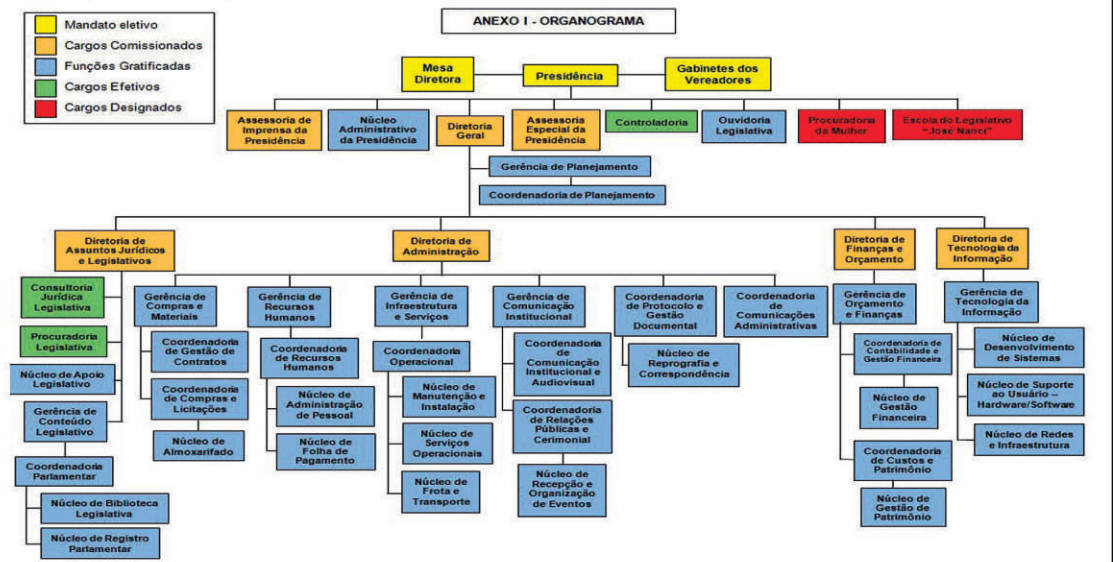 ANEXO I - ORGANOGRAMA
Mandato eletivo
Cargos Comissionados
Funções Gratificadas
Cargos Efetivos
Cargos Designados
Mesa
Diretora
Presidência
Gabinetes dos
Vereadores
Assessoria de
Imprensa da
Presidência
Núcleo
Administrativo
da Presidência
Diretoria
Geral
Assessoria
Especial da
Presidência
Controladoria
Ouvidoria
Legislativa
Procuradoria
da Mulher
Escola do Legislativo
"José Nanci"
Gerência de Planejamento
Coordenadoria de Planejamento
Diretoria de
Assuntos Jurídicos
e Legislativos
Consultoria
Jurídica
Legislativa
Procuradoria
Legislativa
Núcleo de Apoio
Legislativo
Gerência de
Conteúdo
Legislativo
Coordenadoria
Parlamentar
Núcleo de Biblioteca
Legislativa
Núcleo de Registro
Parlamentar
Diretoria de
Administração
Gerência de
Compras e
Materiais
Coordenadoria
de Gestão de
Contratos
Coordenadoria
de Compras e
Licitações
Núcleo de
Almoxarifado
Gerência de
Recursos
Humanos
Coordenadoria
de Recursos
Humanos
Núcleo de
Administração
de Pessoal
Núcleo de
Folha de
Pagamento
Gerência de
Infraestrutura
e Serviços
Coordenadoria
Operacional
Núcleo de
Manutenção e
Instalação
Núcleo de
Serviços
Operacionais
Núcleo de
Frota e
Transporte
Gerência de
Comunicação
Institucional
Coordenadoria
de
Comunicação
Institucional e
Audiovisual
Coordenadoria
de Relações
Públicas e
Cerimonial
Núcleo de
Recepção e
Organização
de Eventos
Coordenadoria
de Protocolo e
Gestão
Documental
Núcleo de
Reprografia e
Correspondência
Coordenadoria
de
Comunicações
Administrativas
Diretoria de
Finanças e
Orçamento
Gerência de
Orçamento
e Finanças
Coordenadoria de
Contabilidade e
Gestão Financeira
Núcleo de
Gestão
Financeira
Coordenadoria
de Custos e
Patrimônio
Núcleo de
Gestão de
Patrimônio
Diretoria de
Tecnologia da
Informação
Gerência de
Tecnologia da
Informação
Núcleo de
Desenvolvimento
de Sistemas
Núcleo de Suporte
ao Usuário –
Hardware/Software
Núcleo de Redes
e Infraestrutura